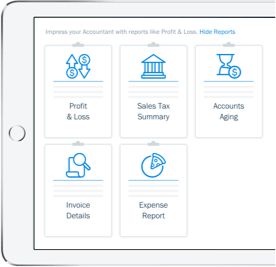 Impress your Accountant with reports like Profit & Loss. Hide Reports
Profit
& Loss
Sales Tax
Summary
Accounts
Aging
Invoice
Details
Expense
Report